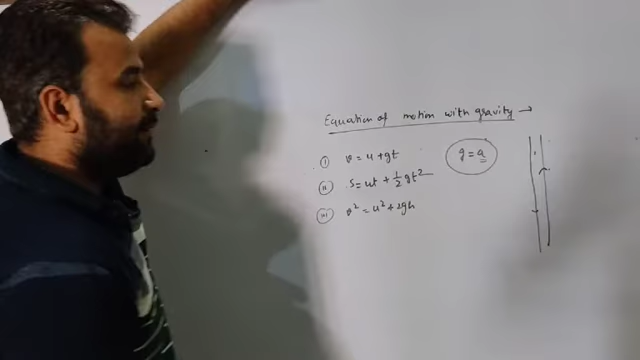 Equation of motion with gravity →
(i) v = u + gt
(ii) s = ut + 1/2 gt²
(iii) v² = u² + 2gh
g = a